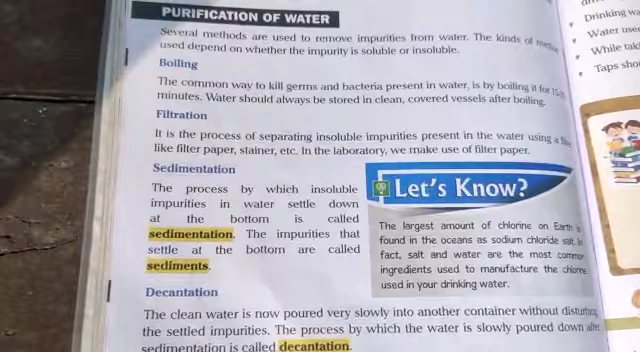 PURIFICATION OF WATER
Several methods are used to remove impurities from water. The kinds of
used depend on whether the impurity is soluble or insoluble.
Boiling
The common way to kill germs and bacteria present in water, is by boiling it for
minutes. Water should always be stored in clean, covered vessels after boiling.
Filtration
It is the process of separating insoluble impurities present in the water using a
like filter paper, stainer, etc. In the laboratory, we make use of filter paper.
Sedimentation
The process by which insoluble
impurities in water settle down
at the bottom is called
sedimentation. The impurities that
settle at the bottom are called
sediments.
Let's Know?
The largest amount of chlorine on Earth is
found in the oceans as sodium chloride salt. In
fact, salt and water are the most common
ingredients used to manufacture the chlorine
used in your drinking water.
Decantation
The clean water is now poured very slowly into another container without disturbing
the settled impurities. The process by which the water is slowly poured down after
sedimentation is called decantation.
Drinking
Water
While
Taps